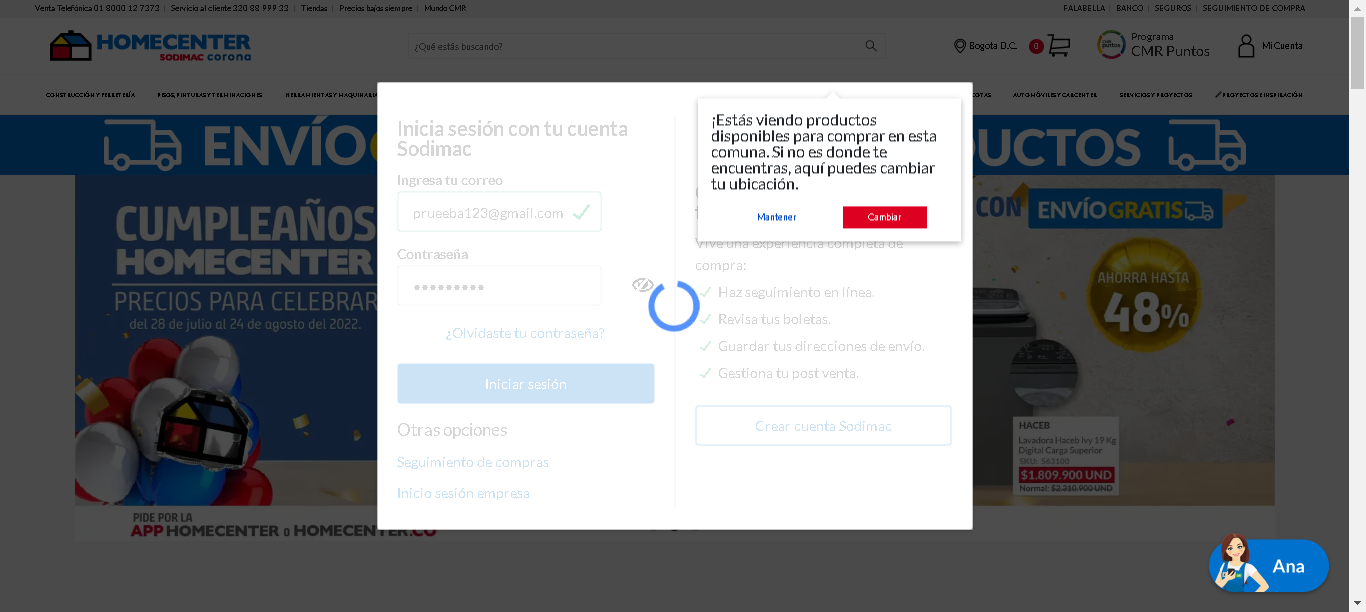 Venta Telefónica 01 8000 12 7373 | Servicio al cliente 320 88 999 33 | Tiendas | Precios bajos siempre | Mundo CMR
FALABELLA | BANCO | SEGUROS | SEGUIMIENTO DE COMPRA
HOMECENTER
SODIMAC corona
¿Qué estás buscando?
Bogota D.C.
0
Programa
CMR Puntos
Mi Cuenta
CONSTRUCCIÓN Y FERRETERÍA
PISOS, PINTURAS Y TERMINACIONES
HERRAMIENTAS Y MAQUINARIA
AUTOMÓVILES Y CAR CENTER
SERVICIOS Y PROYECTOS
PROYECTOS E INSPIRACIÓN
ENVÍO
DUCTOS
CUMPLEAÑOS
HOMECENTER
PRECIOS PARA CELEBRAR
del 28 de julio al 24 de agosto del 2022.
CON ENVÍO GRATIS
AHORRA HASTA
48%
HACEB
Lavadora Haceb Ivy 19 Kg
Digital Carga Superior
SKU: 563100
$1.809.900 UND
Normal: $2.310.900 UND
PIDE POR LA
APP HOMECENTER o HOMECENTER.CO
Inicia sesión con tu cuenta
Sodimac
Ingresa tu correo
prueeba123@gmail.com
Contraseña
•••••••••
¿Olvidaste tu contraseña?
Iniciar sesión
Otras opciones
Seguimiento de compras
Inicio sesión empresa
¡Estás viendo productos
disponibles para comprar en esta
comuna. Si no es donde te
encuentras, aquí puedes cambiar
tu ubicación.
Mantener
Cambiar
Vive una experiencia completa de
compra:
Haz seguimiento en línea.
Revisa tus boletas.
Guardar tus direcciones de envío.
Gestiona tu post venta.
Crear cuenta Sodimac
Ana